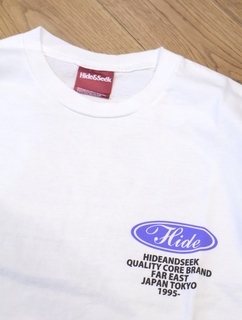 Hide&Seek
Hide
HIDEANDSEEK
QUALITY CORE BRAND
FAR EAST
JAPAN TOKYO
1995-